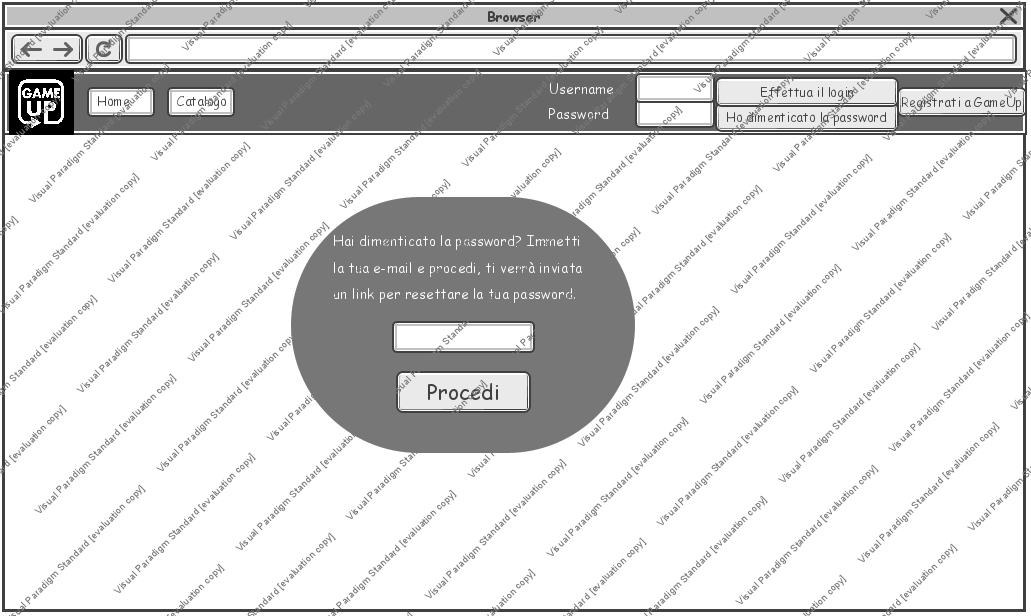 Browser
GAME
UP
Home
Catalogo
Username
Password
Effettua il login
Ho dimenticato la password
Registrati a GameUp
Hai dimenticato la password? Immetti
la tua e-mail e procedi, ti verrà inviata
un link per resettare la tua password.
Procedi
Visual Paradigm Standard [evaluation copy]